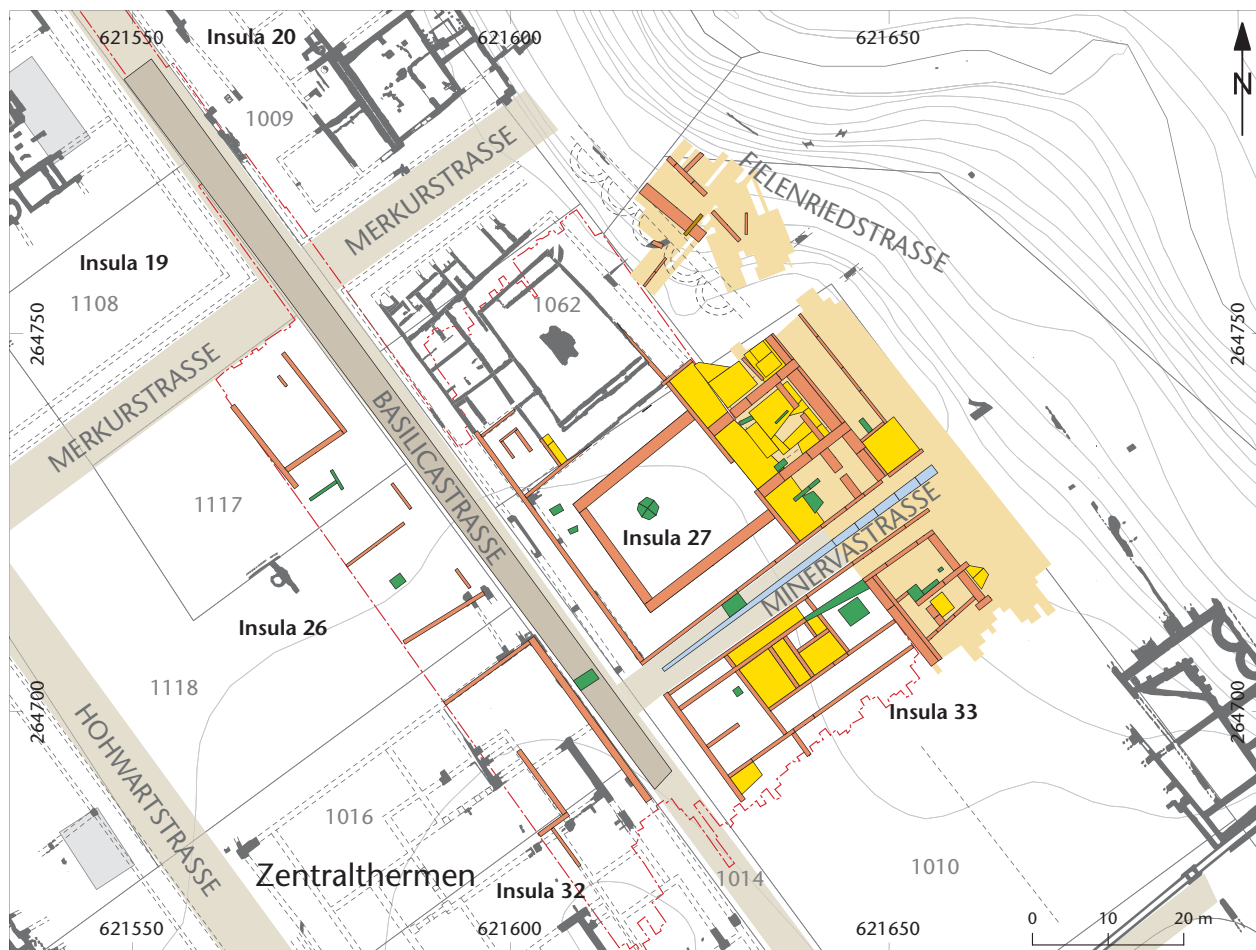 621550
Insula 20
621600
621650
N
1009
MERKURSTRASSE
FIELENRIEDSTRASSE
Insula 19
1108
1062
264750
264750
MERKURSTRASSE
BASILICASTRASSE
1117
Insula 27
MINERVASTRASSE
Insula 26
1118
264700
HOHWARTSTRASSE
Insula 33
264700
1016
Zentralthermen
Insula 32
1014
1010
0 10 20 m
621550
621600
621650